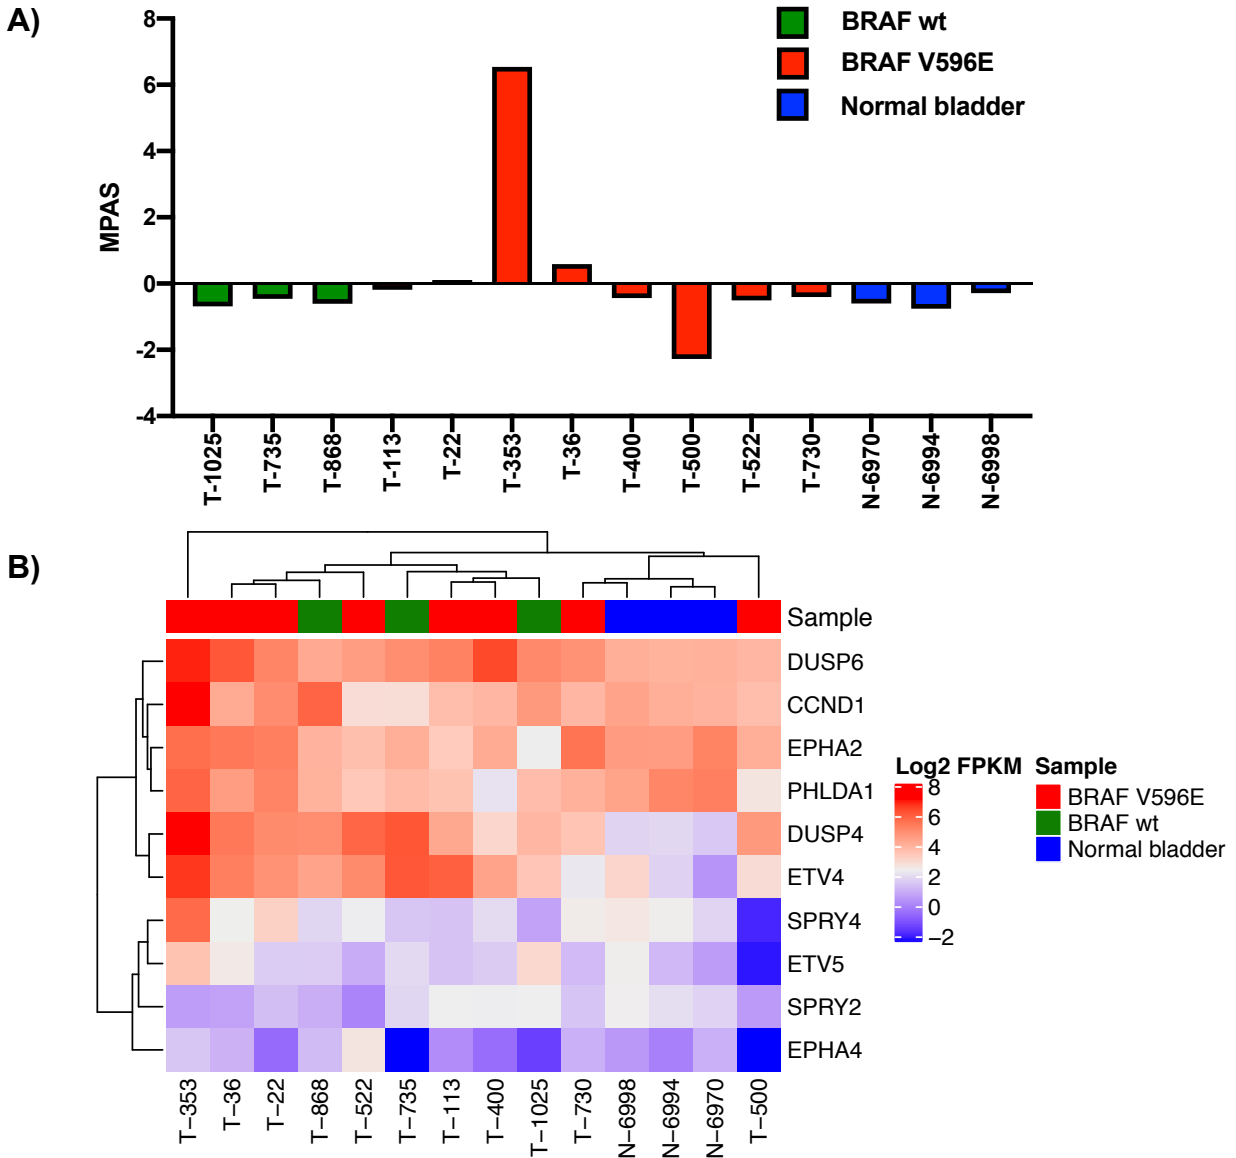 A)
8
6
4
2
0
-2
-4
MPAS
BRAF wt
BRAF V596E
Normal bladder
T-1025
T-735
T-868
T-113
T-22
T-353
T-36
T-400
T-500
T-522
T-730
N-6970
N-6994
N-6998
B)
Sample
DUSP6
CCND1
EPHA2
PHLDA1
DUSP4
ETV4
SPRY4
ETV5
SPRY2
EPHA4
T−353
T−36
T−22
T−868
T−522
T−735
T−113
T−400
T−1025
T−730
N−6998
N−6994
N−6970
T−500
Log2 FPKM
8
6
4
2
0
−2
Sample
BRAF V596E
BRAF wt
Normal bladder